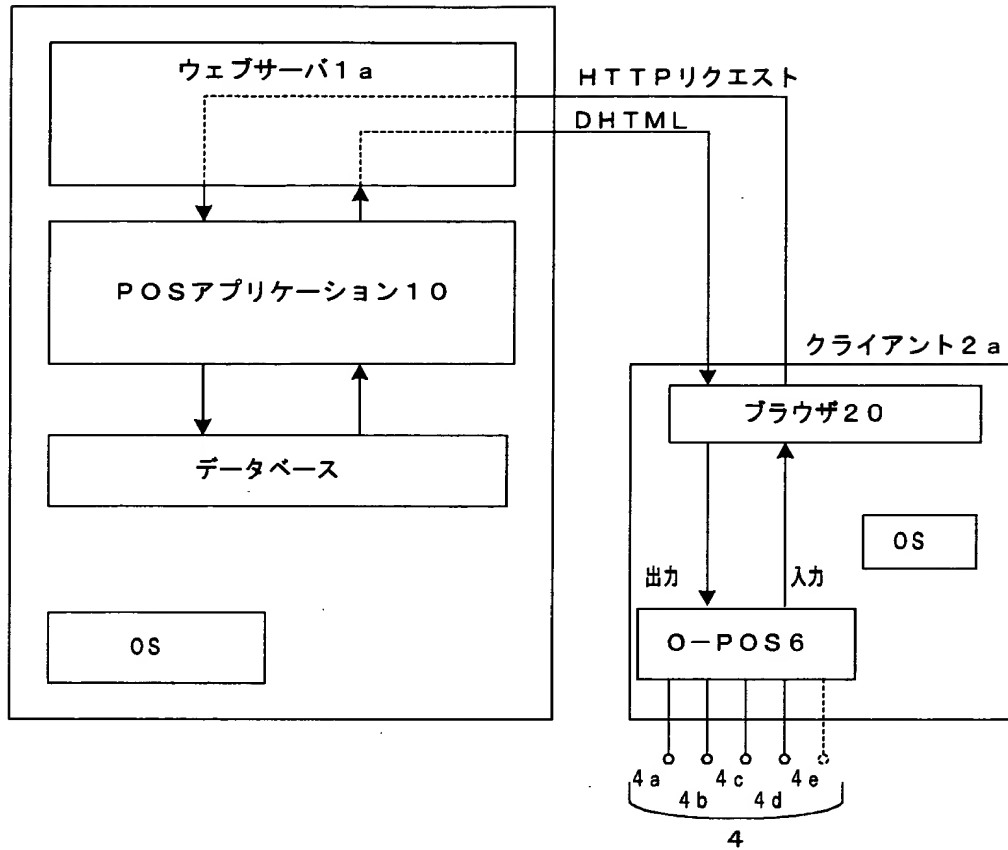 ウェブサーバ1a
HTTPリクエスト
DHTML
POSアプリケーション10
クライアント2a
ブラウザ20
データベース
OS
出力
入力
O-POS6
OS
4a
4b
4c
4d
4e
4